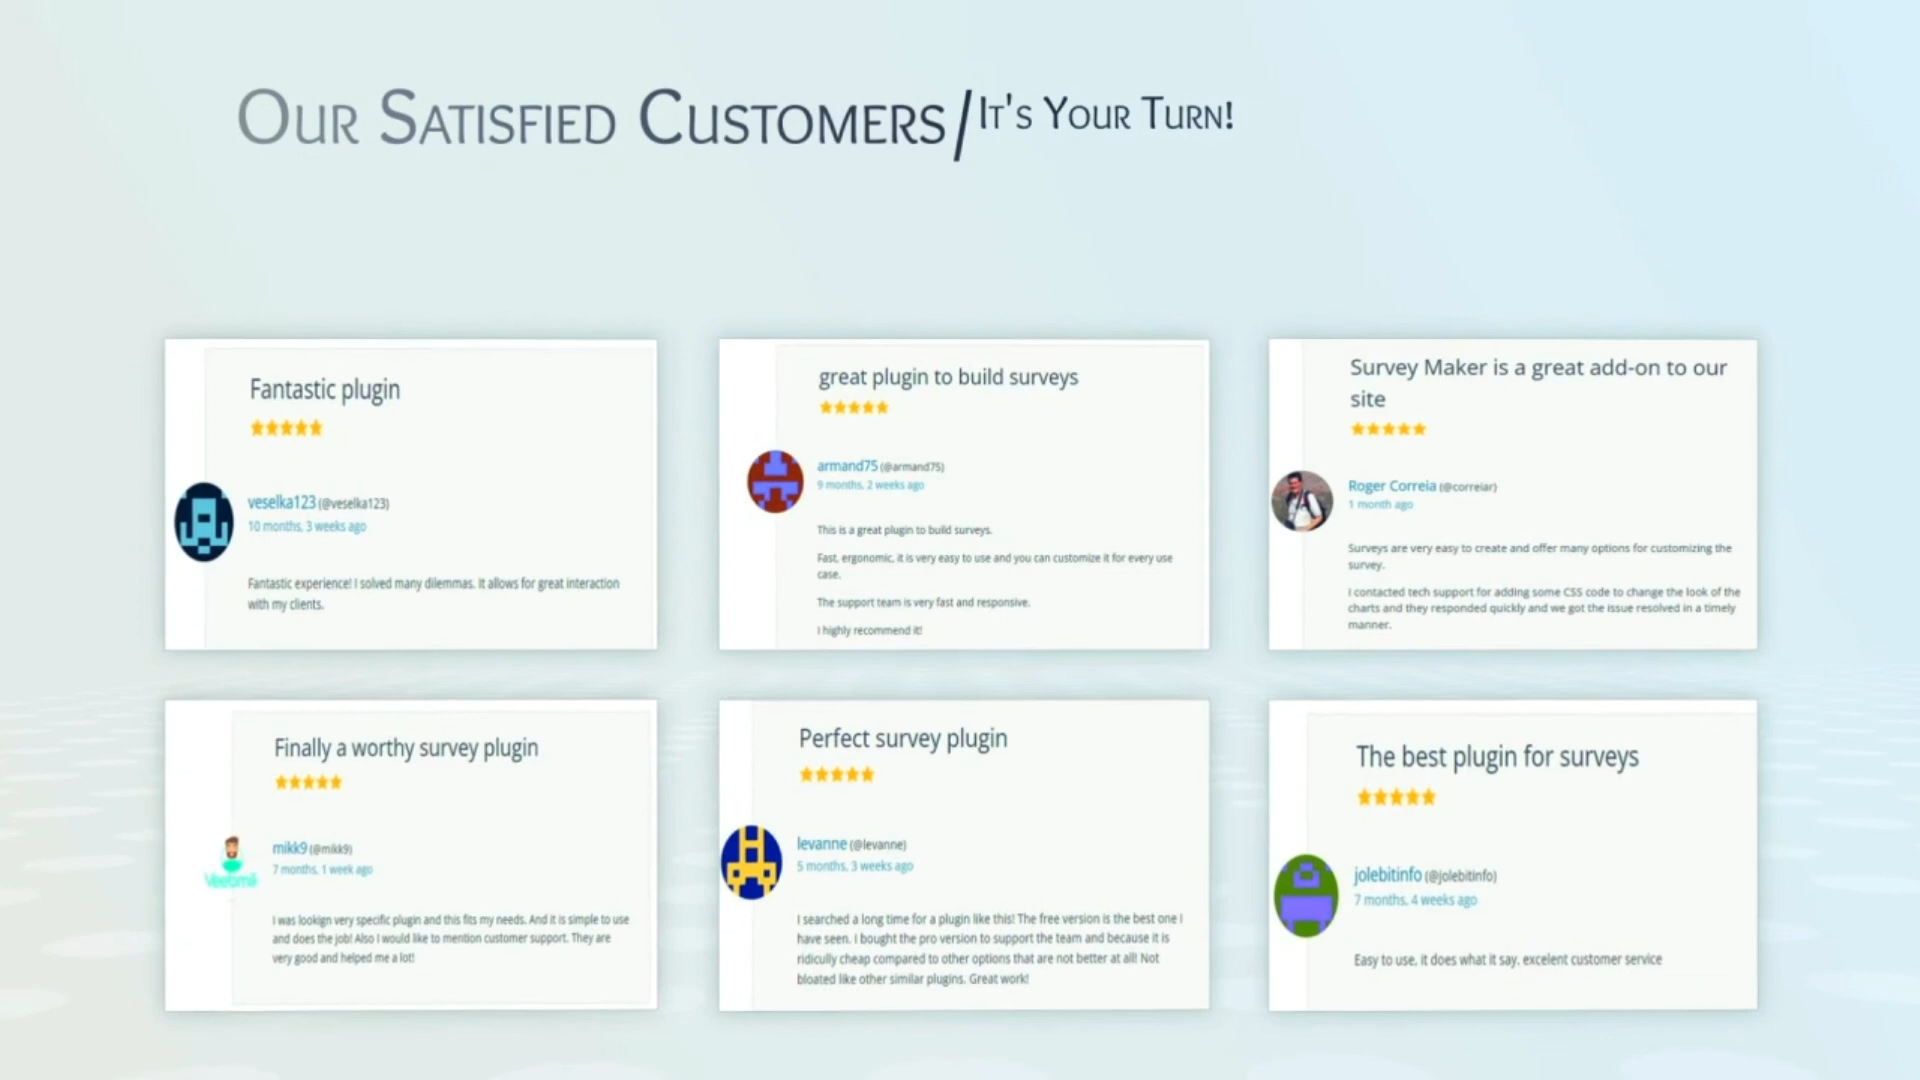 Our Satisfied Customers/It's Your Turn!
Fantastic plugin
veselka123 (@veselka123)
10 months, 3 weeks ago
Fantastic experience! I solved many dilemmas. It allows for great interaction
with my clients.
great plugin to build surveys
armand75 (@armand75)
9 months, 2 weeks ago
This is a great plugin to build surveys.
Fast, ergonomic, it is very easy to use and you can customize it for every use
case.
The support team is very fast and responsive.
I highly recommend it!
Survey Maker is a great add-on to our
site
Roger Correia (@correiar)
1 month ago
Surveys are very easy to create and offer many options for customizing the
survey.
I contacted tech support for adding some CSS code to change the look of the
charts and they responded quickly and we got the issue resolved in a timely
manner.
Finally a worthy survey plugin
mikk9 (@mikk9)
7 months, 1 week ago
I was lookign very specific plugin and this fits my needs. And it is simple to use
and does the job! Also I would like to mention customer support. They are
very good and helped me a lot!
Perfect survey plugin
levanne (@levanne)
5 months, 3 weeks ago
I searched a long time for a plugin like this! The free version is the best one I
have seen. I bought the pro version to support the team and because it is
ridicully cheap compared to other options that are not better at all! Not
bloated like other similar plugins. Great work!
The best plugin for surveys
jolebitinfo (@jolebitinfo)
7 months, 4 weeks ago
Easy to use, it does what it say, excelent customer service